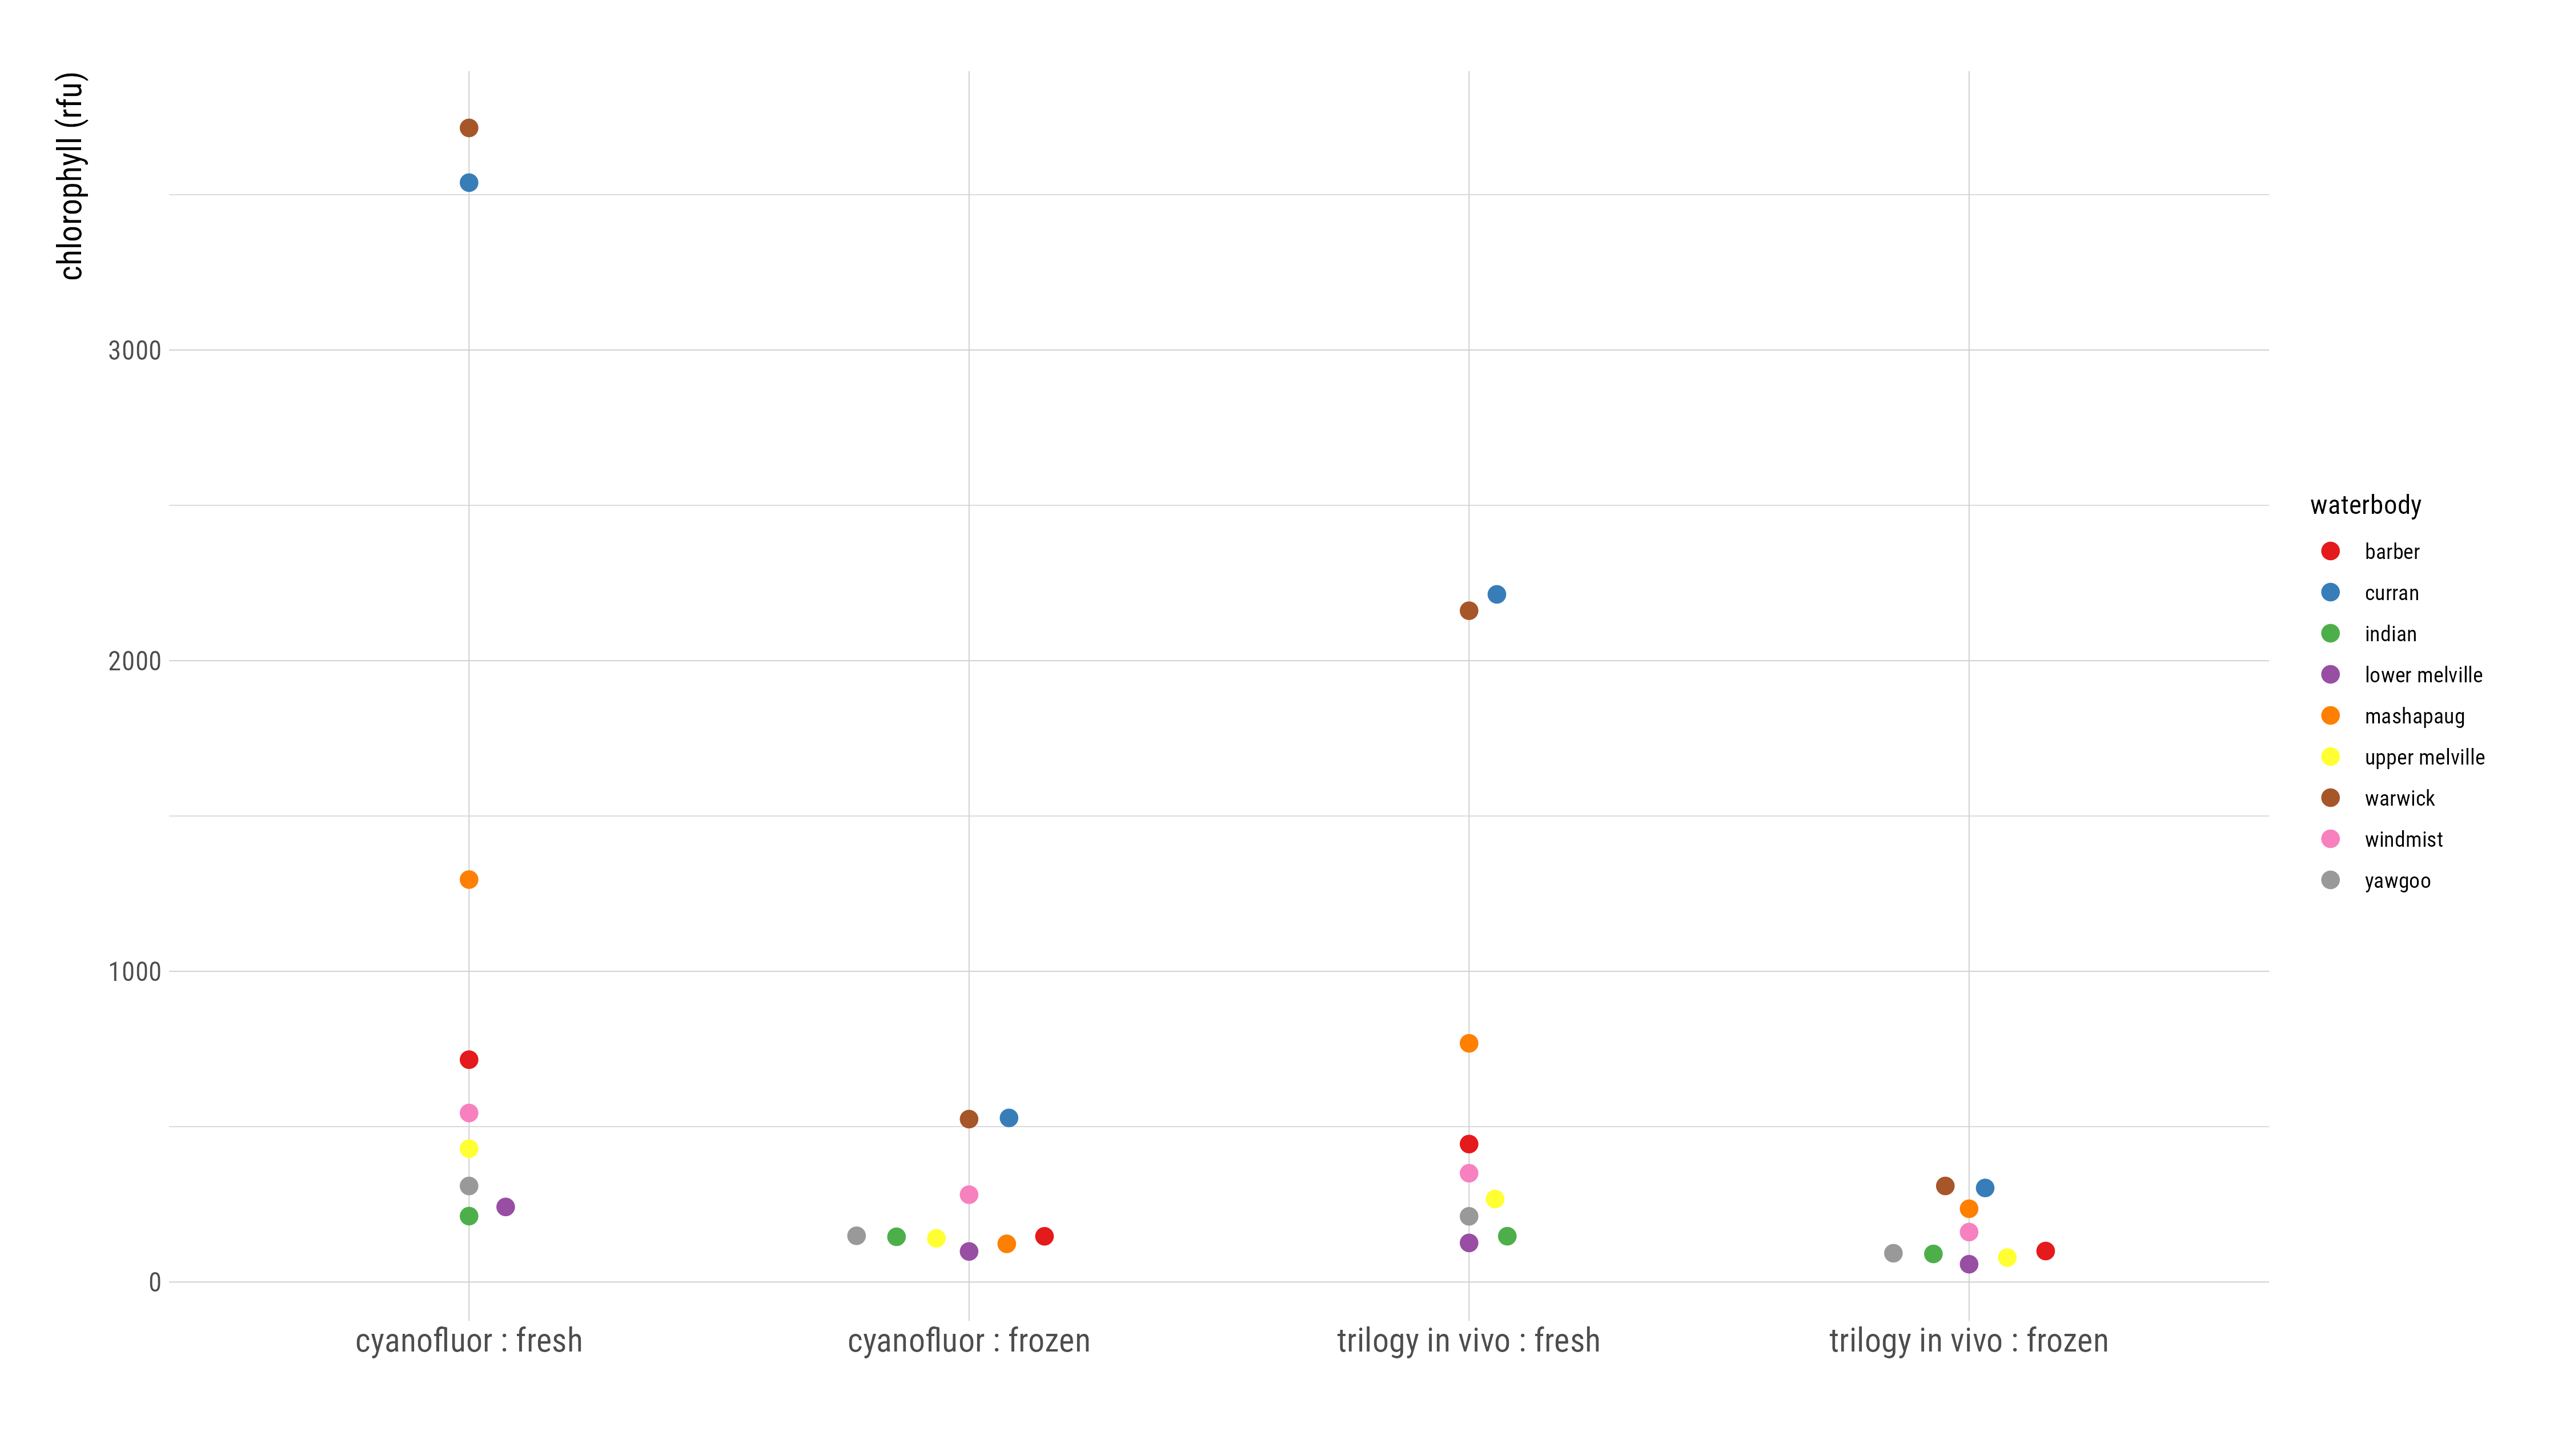 chlorophyll (rfu)
3000
2000
1000
0
cyanofluor : fresh
cyanofluor : frozen
trilogy in vivo : fresh
trilogy in vivo : frozen
waterbody
barber
curran
indian
lower melville
mashapaug
upper melville
warwick
windmist
yawgoo